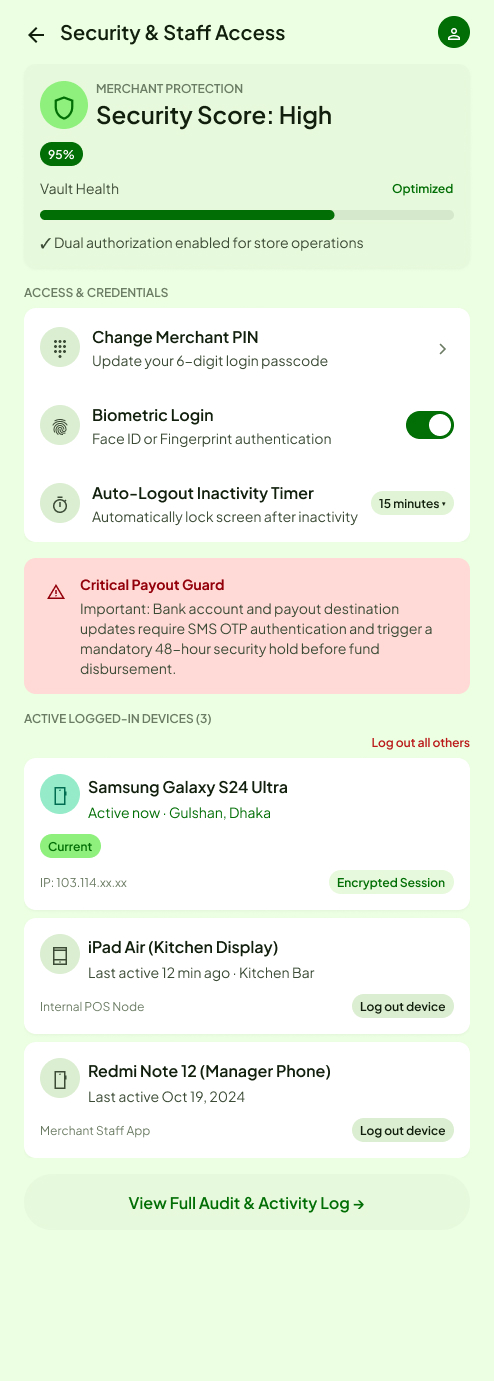 Security & Staff Access
MERCHANT PROTECTION
Security Score: High
95%
Vault Health
Optimized
✓ Dual authorization enabled for store operations
ACCESS & CREDENTIALS
Change Merchant PIN
Update your 6-digit login passcode
Biometric Login
Face ID or Fingerprint authentication
Auto-Logout Inactivity Timer
Automatically lock screen after inactivity
15 minutes ▾
Critical Payout Guard
Important: Bank account and payout destination
updates require SMS OTP authentication and trigger a
mandatory 48-hour security hold before fund
disbursement.
ACTIVE LOGGED-IN DEVICES (3)
Log out all others
Samsung Galaxy S24 Ultra
Active now · Gulshan, Dhaka
Current
IP: 103.114.xx.xx
Encrypted Session
iPad Air (Kitchen Display)
Last active 12 min ago · Kitchen Bar
Internal POS Node
Log out device
Redmi Note 12 (Manager Phone)
Last active Oct 19, 2024
Merchant Staff App
Log out device
View Full Audit & Activity Log →